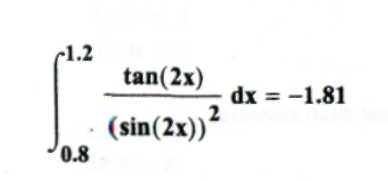 ∫_{0.8}^{1.2} tan(2x) / (sin(2x))² dx = −1.81